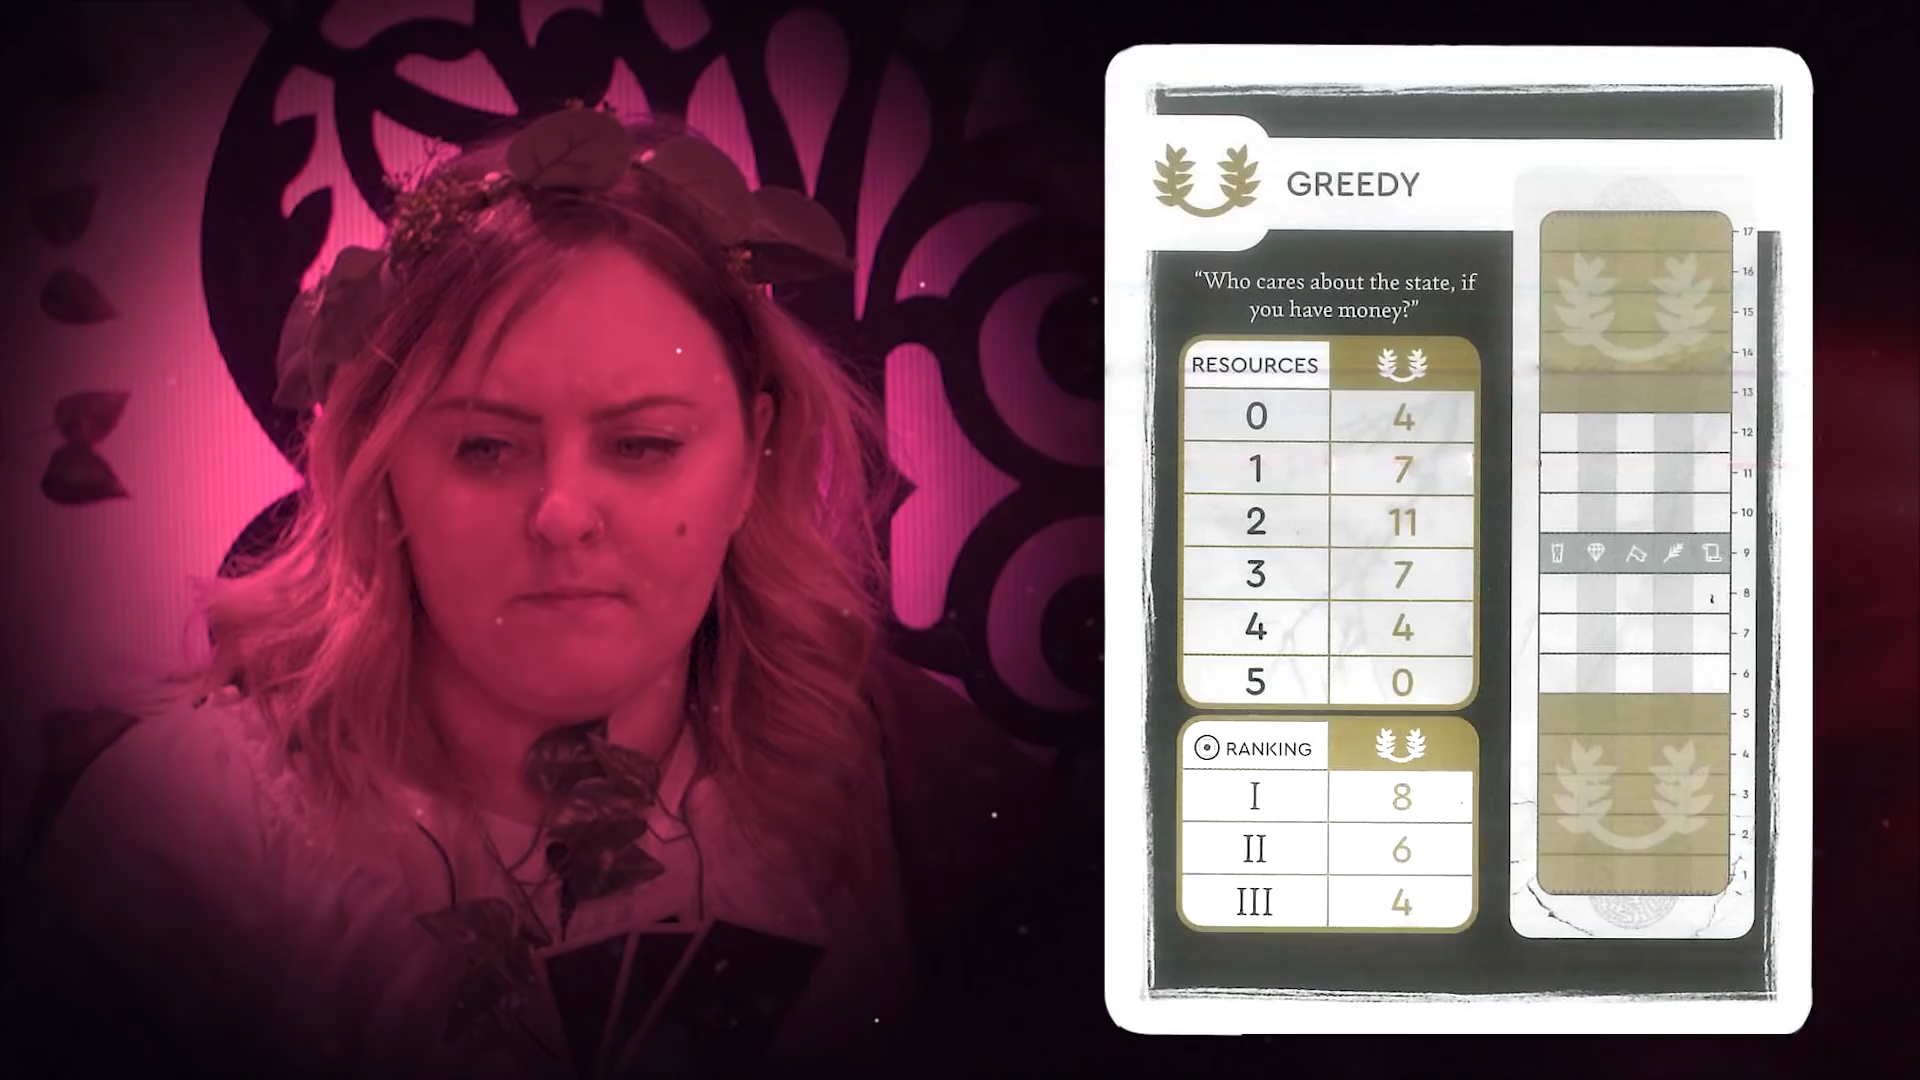 GREEDY
“Who cares about the state, if
you have money?”
RESOURCES
0 4
1 7
2 11
3 7
4 4
5 0
RANKING
I 8
II 6
III 4
17
16
15
14
13
12
11
10
9
8
7
6
5
4
3
2
1